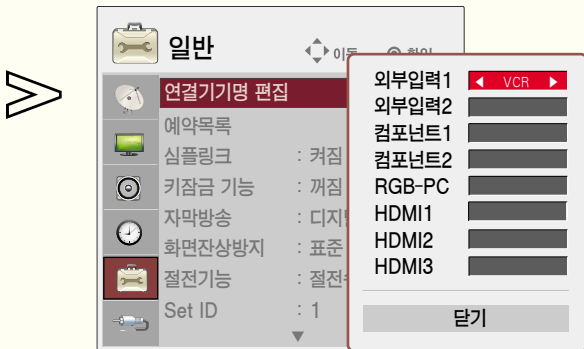 일반
이동
확인
연결기기명 편집
예약목록
심플링크 : 켜짐
키잠금 기능 : 꺼짐
자막방송 : 디지털
화면잔상방지 : 표준
절전기능 : 절전
Set ID : 1
외부입력1 VCR
외부입력2
컴포넌트1
컴포넌트2
RGB-PC
HDMI1
HDMI2
HDMI3
닫기